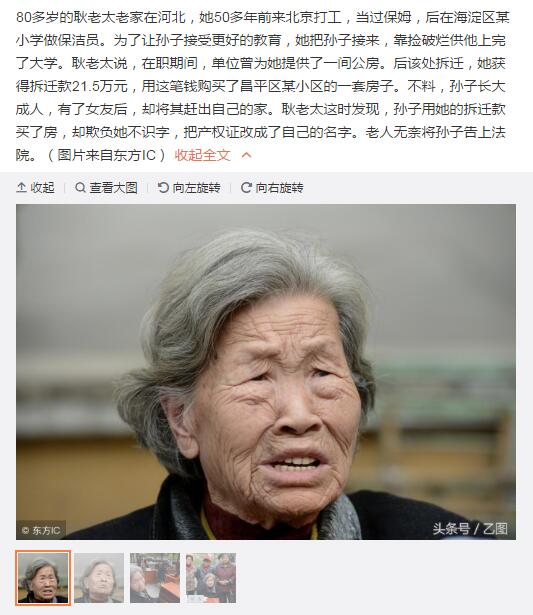 80多岁的耿老太老家在河北，她50多年前来北京打工，当过保姆，后在海淀区某
小学做保洁员。为了让孙子接受更好的教育，她把孙子接来，靠捡破烂供他上完
了大学。耿老太说，在职期间，单位曾为她提供了一间公房。后该处拆迁，她获
得拆迁款21.5万元，用这笔钱购买了昌平区某小区的一套房子。不料，孙子长大
成人，有了女友后，却将其赶出自己的家。耿老太这时发现，孙子用她的拆迁款
买了房，却欺负她不识字，把产权证改成了自己的名字。老人无奈将孙子告上法
院。（图片来自东方IC） 收起全文
收起 查看大图 向左旋转 向右旋转
© 东方IC
头条号 / 乙图